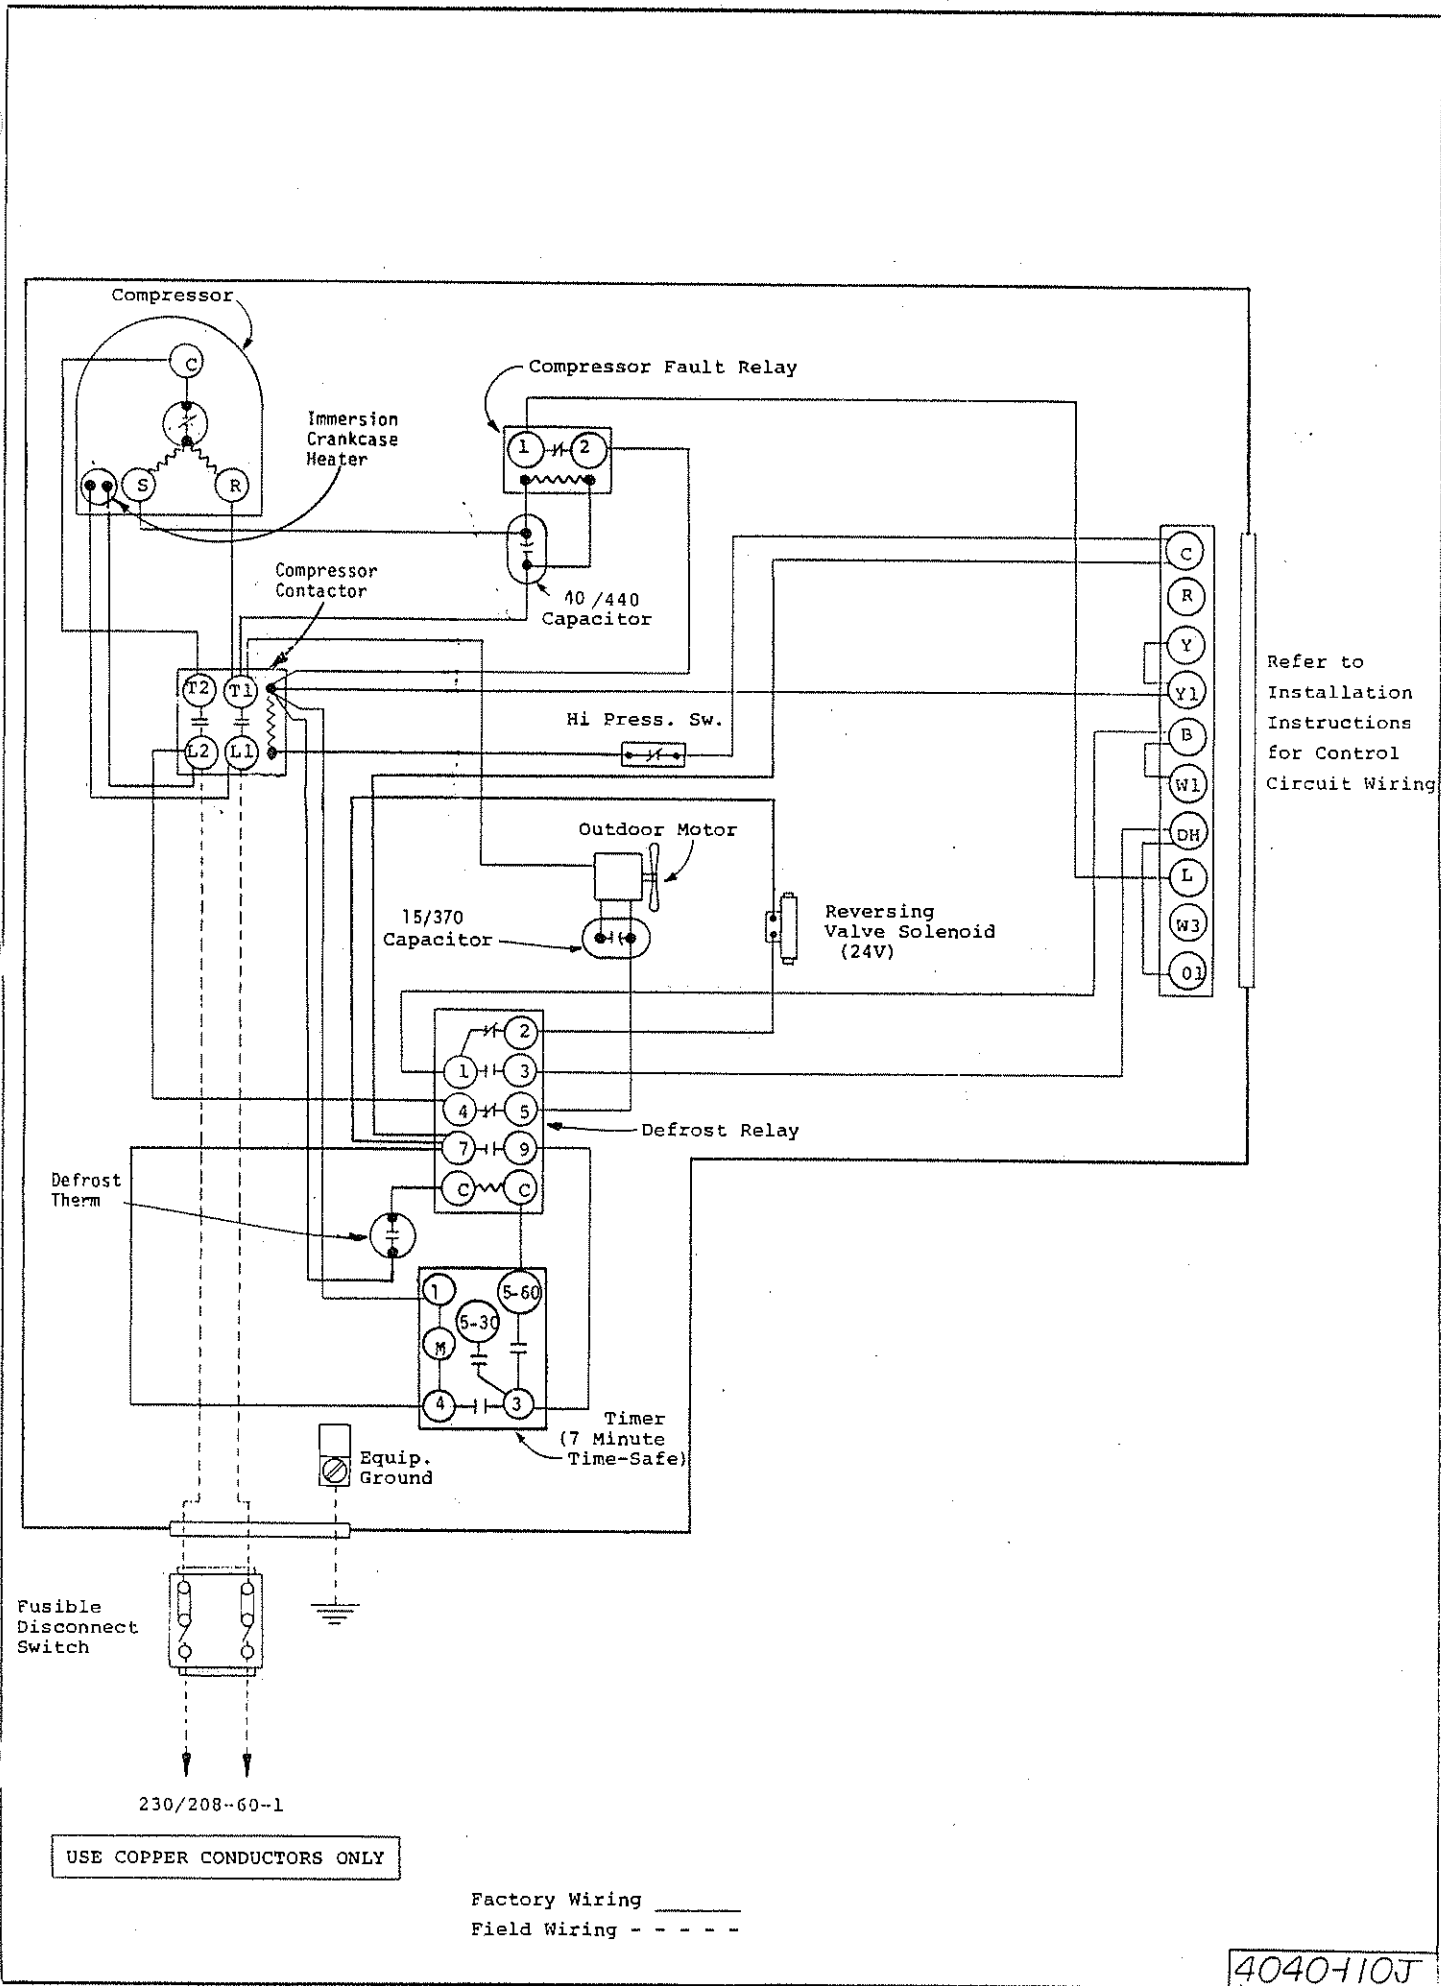 Compressor
C
S
R
Immersion
Crankcase
Heater
Compressor Fault Relay
1
2
40/440
Capacitor
Compressor
Contactor
T2
T1
L2
L1
Hi Press. Sw.
C
R
Y
Y1
B
W1
DH
L
W3
O1
Refer to
Installation
Instructions
for Control
Circuit Wiring
Outdoor Motor
15/370
Capacitor
Reversing
Valve Solenoid
(24V)
2
1
3
4
5
7
9
C
C
Defrost Relay
Defrost
Therm
1
5-60
5-30
M
4
3
Timer
(7 Minute
Time-Safe)
Equip.
Ground
Fusible
Disconnect
Switch
230/208-60-1
USE COPPER CONDUCTORS ONLY
Factory Wiring
Field Wiring
4040-110J